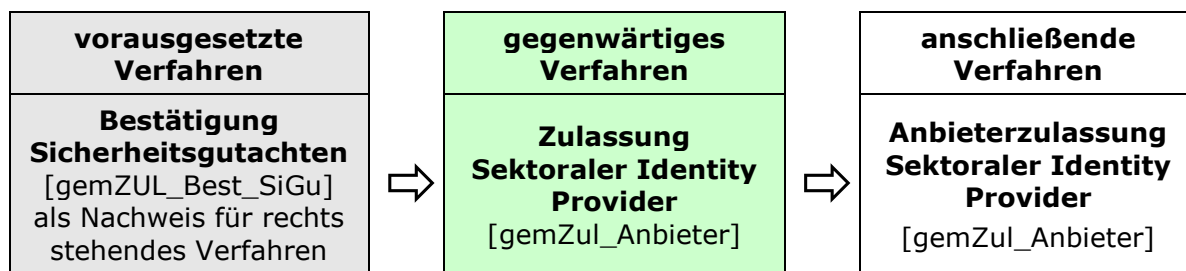 vorausgesetzte
Verfahren
Bestätigung
Sicherheitsgutachten
[gemZUL_Best_SiGu]
als Nachweis für rechts
stehendes Verfahren
gegenwärtiges
Verfahren
Zulassung
Sektoraler Identity
Provider
[gemZul_Anbieter]
anschließende
Verfahren
Anbieterzulassung
Sektoraler Identity
Provider
[gemZul_Anbieter]